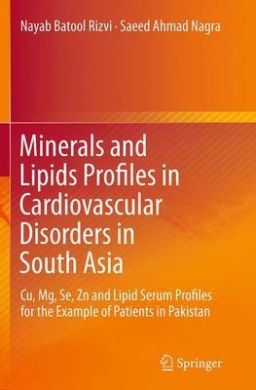 Nayab Batool Rizvi · Saeed Ahmad Nagra
Minerals and
Lipids Profiles in
Cardiovascular
Disorders in
South Asia
Cu, Mg, Se, Zn and Lipid Serum Profiles
for the Example of Patients in Pakistan
Springer